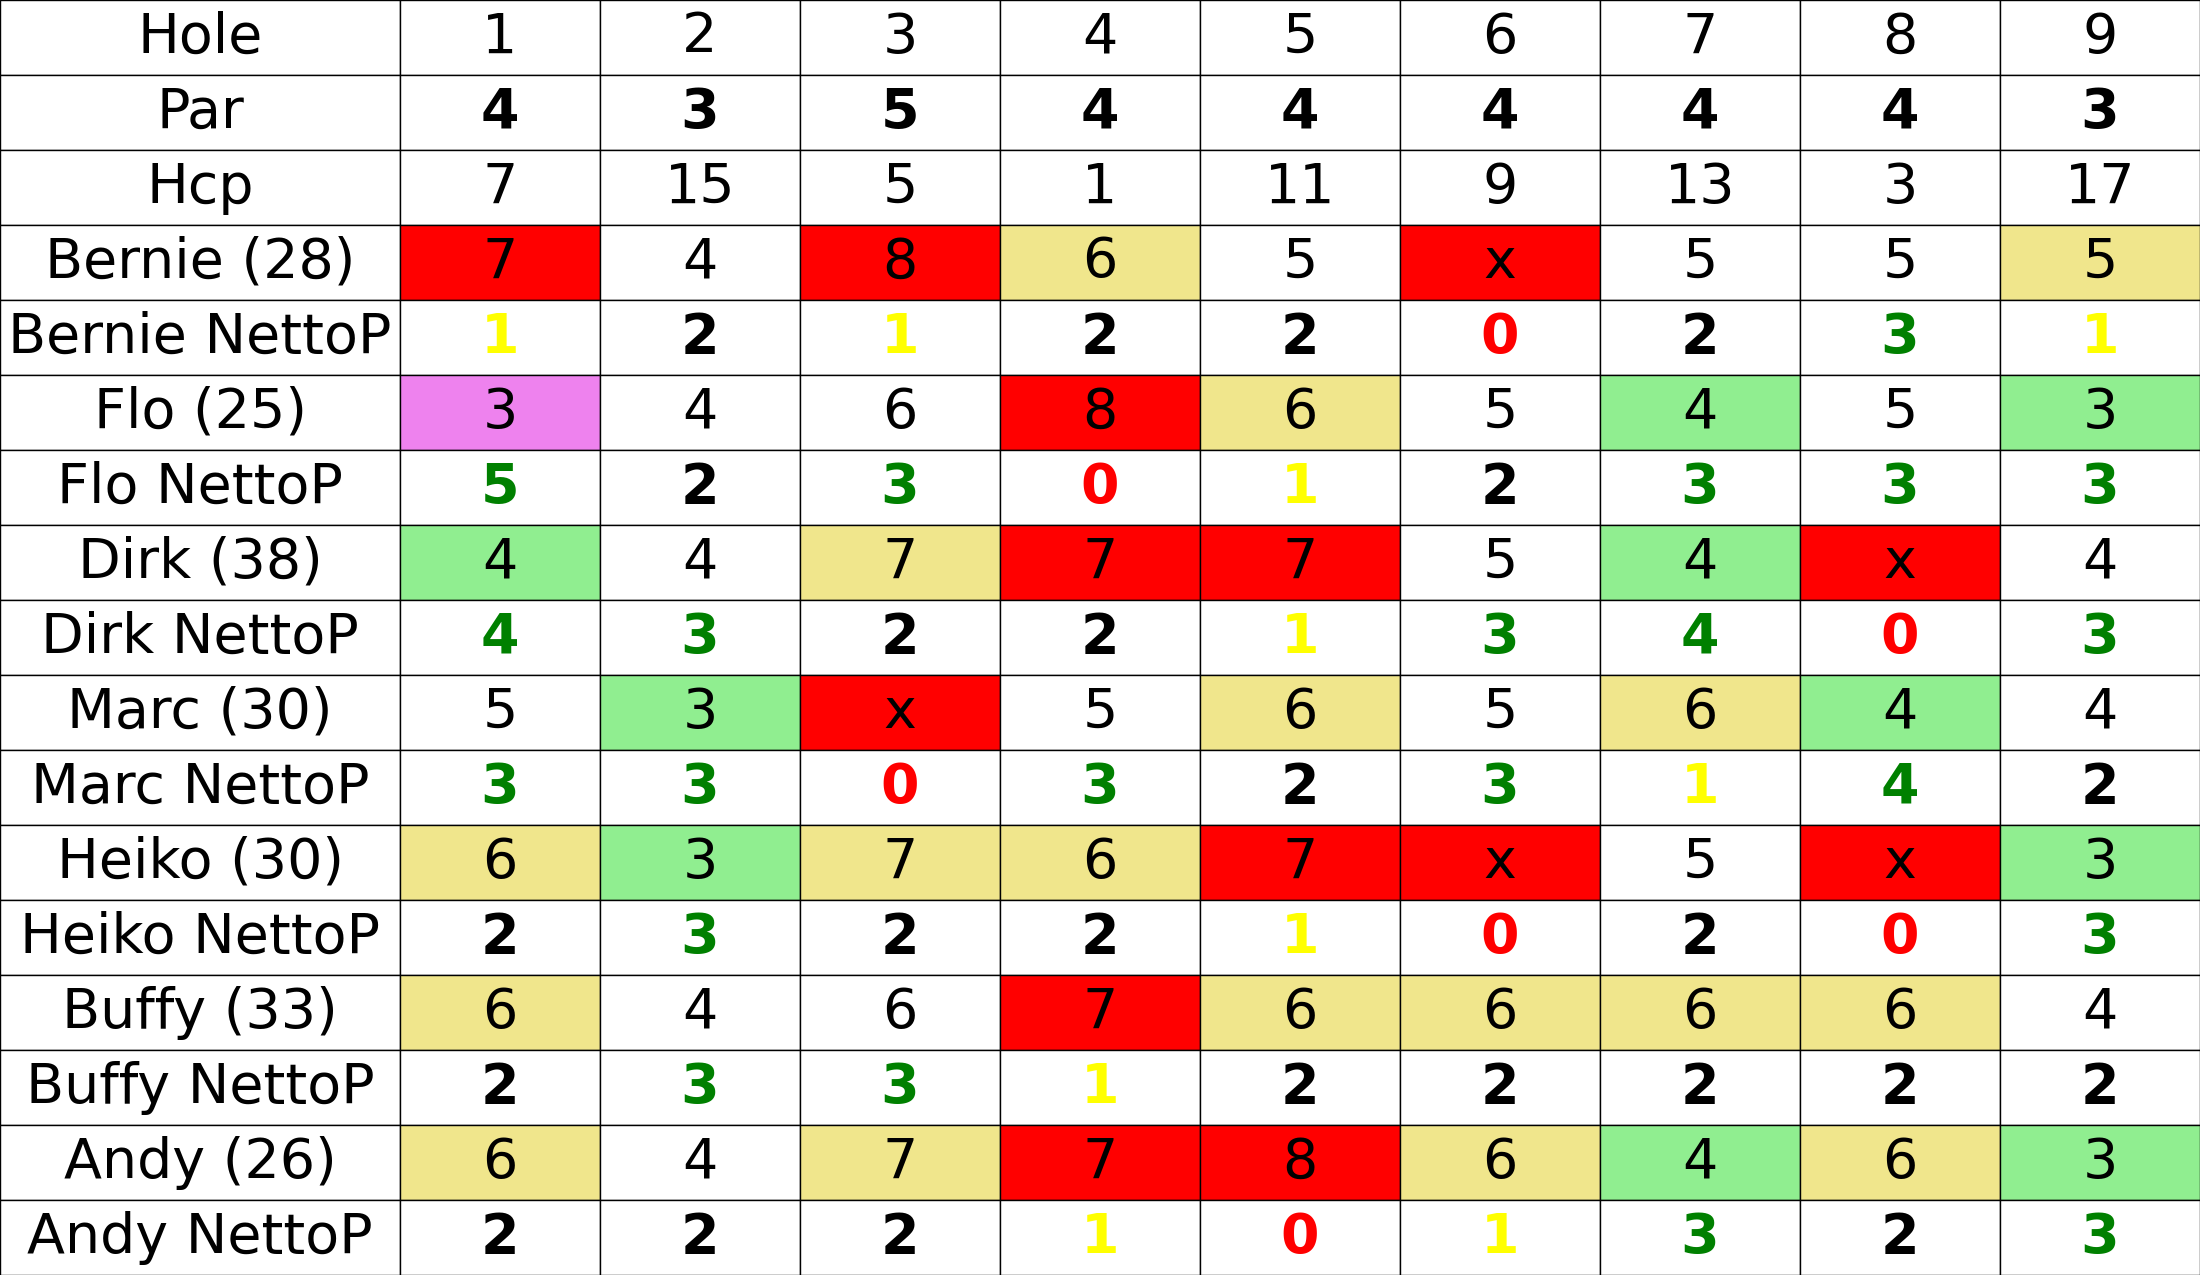 Hole 1 2 3 4 5 6 7 8 9
Par 4 3 5 4 4 4 4 4 3
Hcp 7 15 5 1 11 9 13 3 17
Bernie (28) 7 4 8 6 5 x 5 5 5
Bernie NettoP 1 2 1 2 2 0 2 3 1
Flo (25) 3 4 6 8 6 5 4 5 3
Flo NettoP 5 2 3 0 1 2 3 3 3
Dirk (38) 4 4 7 7 7 5 4 x 4
Dirk NettoP 4 3 2 2 1 3 4 0 3
Marc (30) 5 3 x 5 6 5 6 4 4
Marc NettoP 3 3 0 3 2 3 1 4 2
Heiko (30) 6 3 7 6 7 x 5 x 3
Heiko NettoP 2 3 2 2 1 0 2 0 3
Buffy (33) 6 4 6 7 6 6 6 6 4
Buffy NettoP 2 3 3 1 2 2 2 2 2
Andy (26) 6 4 7 7 8 6 4 6 3
Andy NettoP 2 2 2 1 0 1 3 2 3